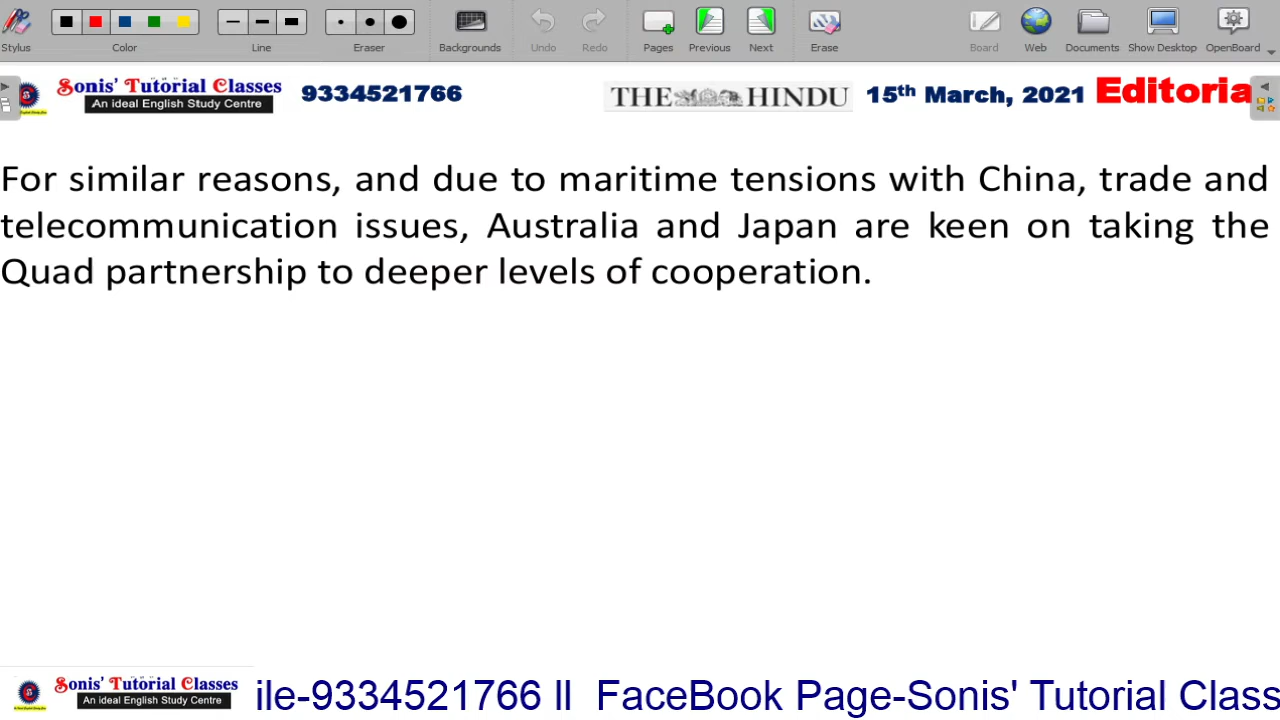 Stylus Color Line Eraser Backgrounds Undo Redo Pages Previous Next Erase Board Web Documents Show Desktop OpenBoard
Sonis' Tutorial Classes
An ideal English Study Centre
9334521766
THE HINDU
15th March, 2021 Editoria
For similar reasons, and due to maritime tensions with China, trade and
telecommunication issues, Australia and Japan are keen on taking the
Quad partnership to deeper levels of cooperation.
Sonis' Tutorial Classes
An ideal English Study Centre
ile-9334521766 ll FaceBook Page-Sonis' Tutorial Class